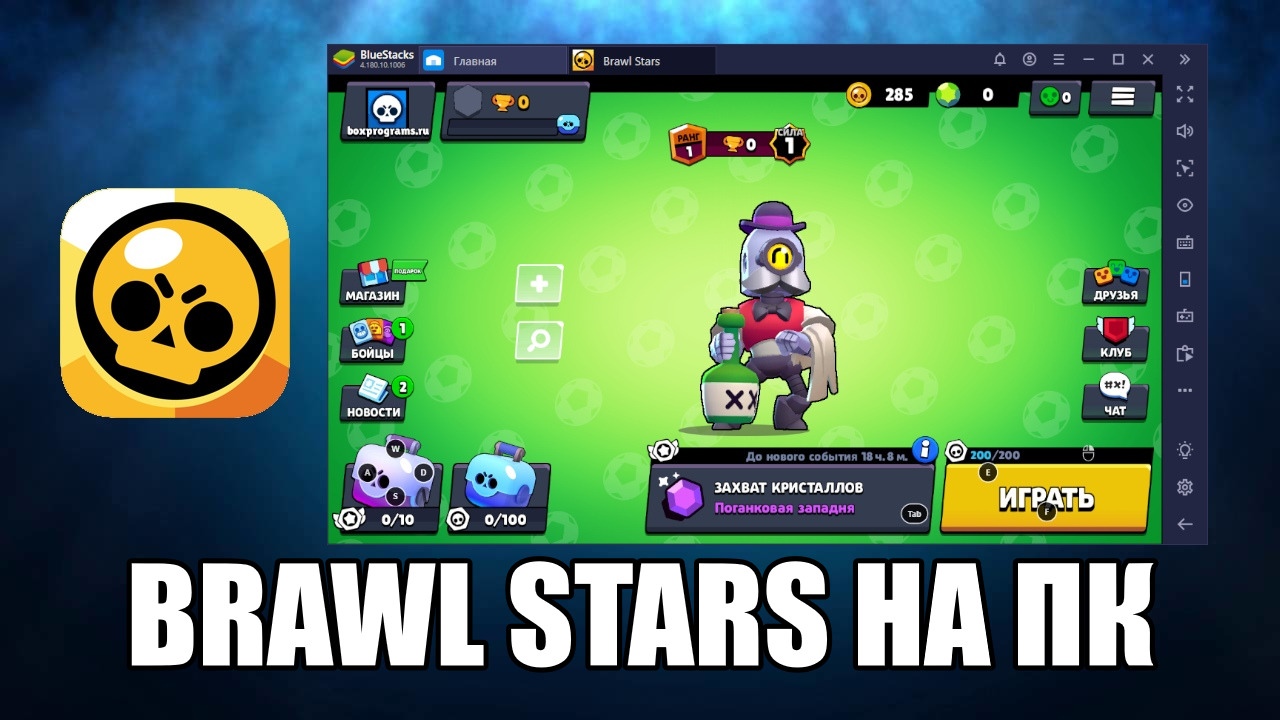 BlueStacks
4.180.10.1006
Главная
Brawl Stars
boxprograms.ru
0
285
0
0
РАНГ
1
0
СИЛА
1
МАГАЗИН
ПОДАРОК
БОЙЦЫ
1
НОВОСТИ
2
ДРУЗЬЯ
КЛУБ
#x!
ЧАТ
W
A
D
S
0/10
0/100
До нового события 18 ч. 8 м.
i
ЗАХВАТ КРИСТАЛЛОВ
Поганковая западня
Tab
200/200
E
ИГРАТЬ
F
XX
BRAWL STARS НА ПК